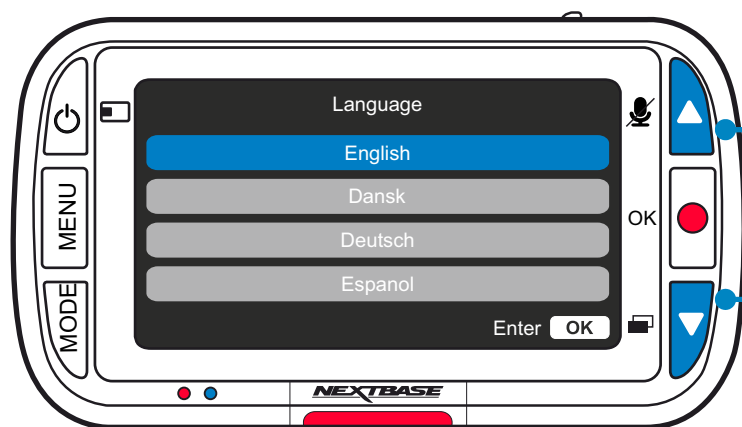 Language
English
Dansk
Deutsch
Espanol
Enter OK
MENU
MODE
OK
NEXTBASE